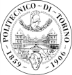 POLITECNICO · DI · TORINO
1859
1906